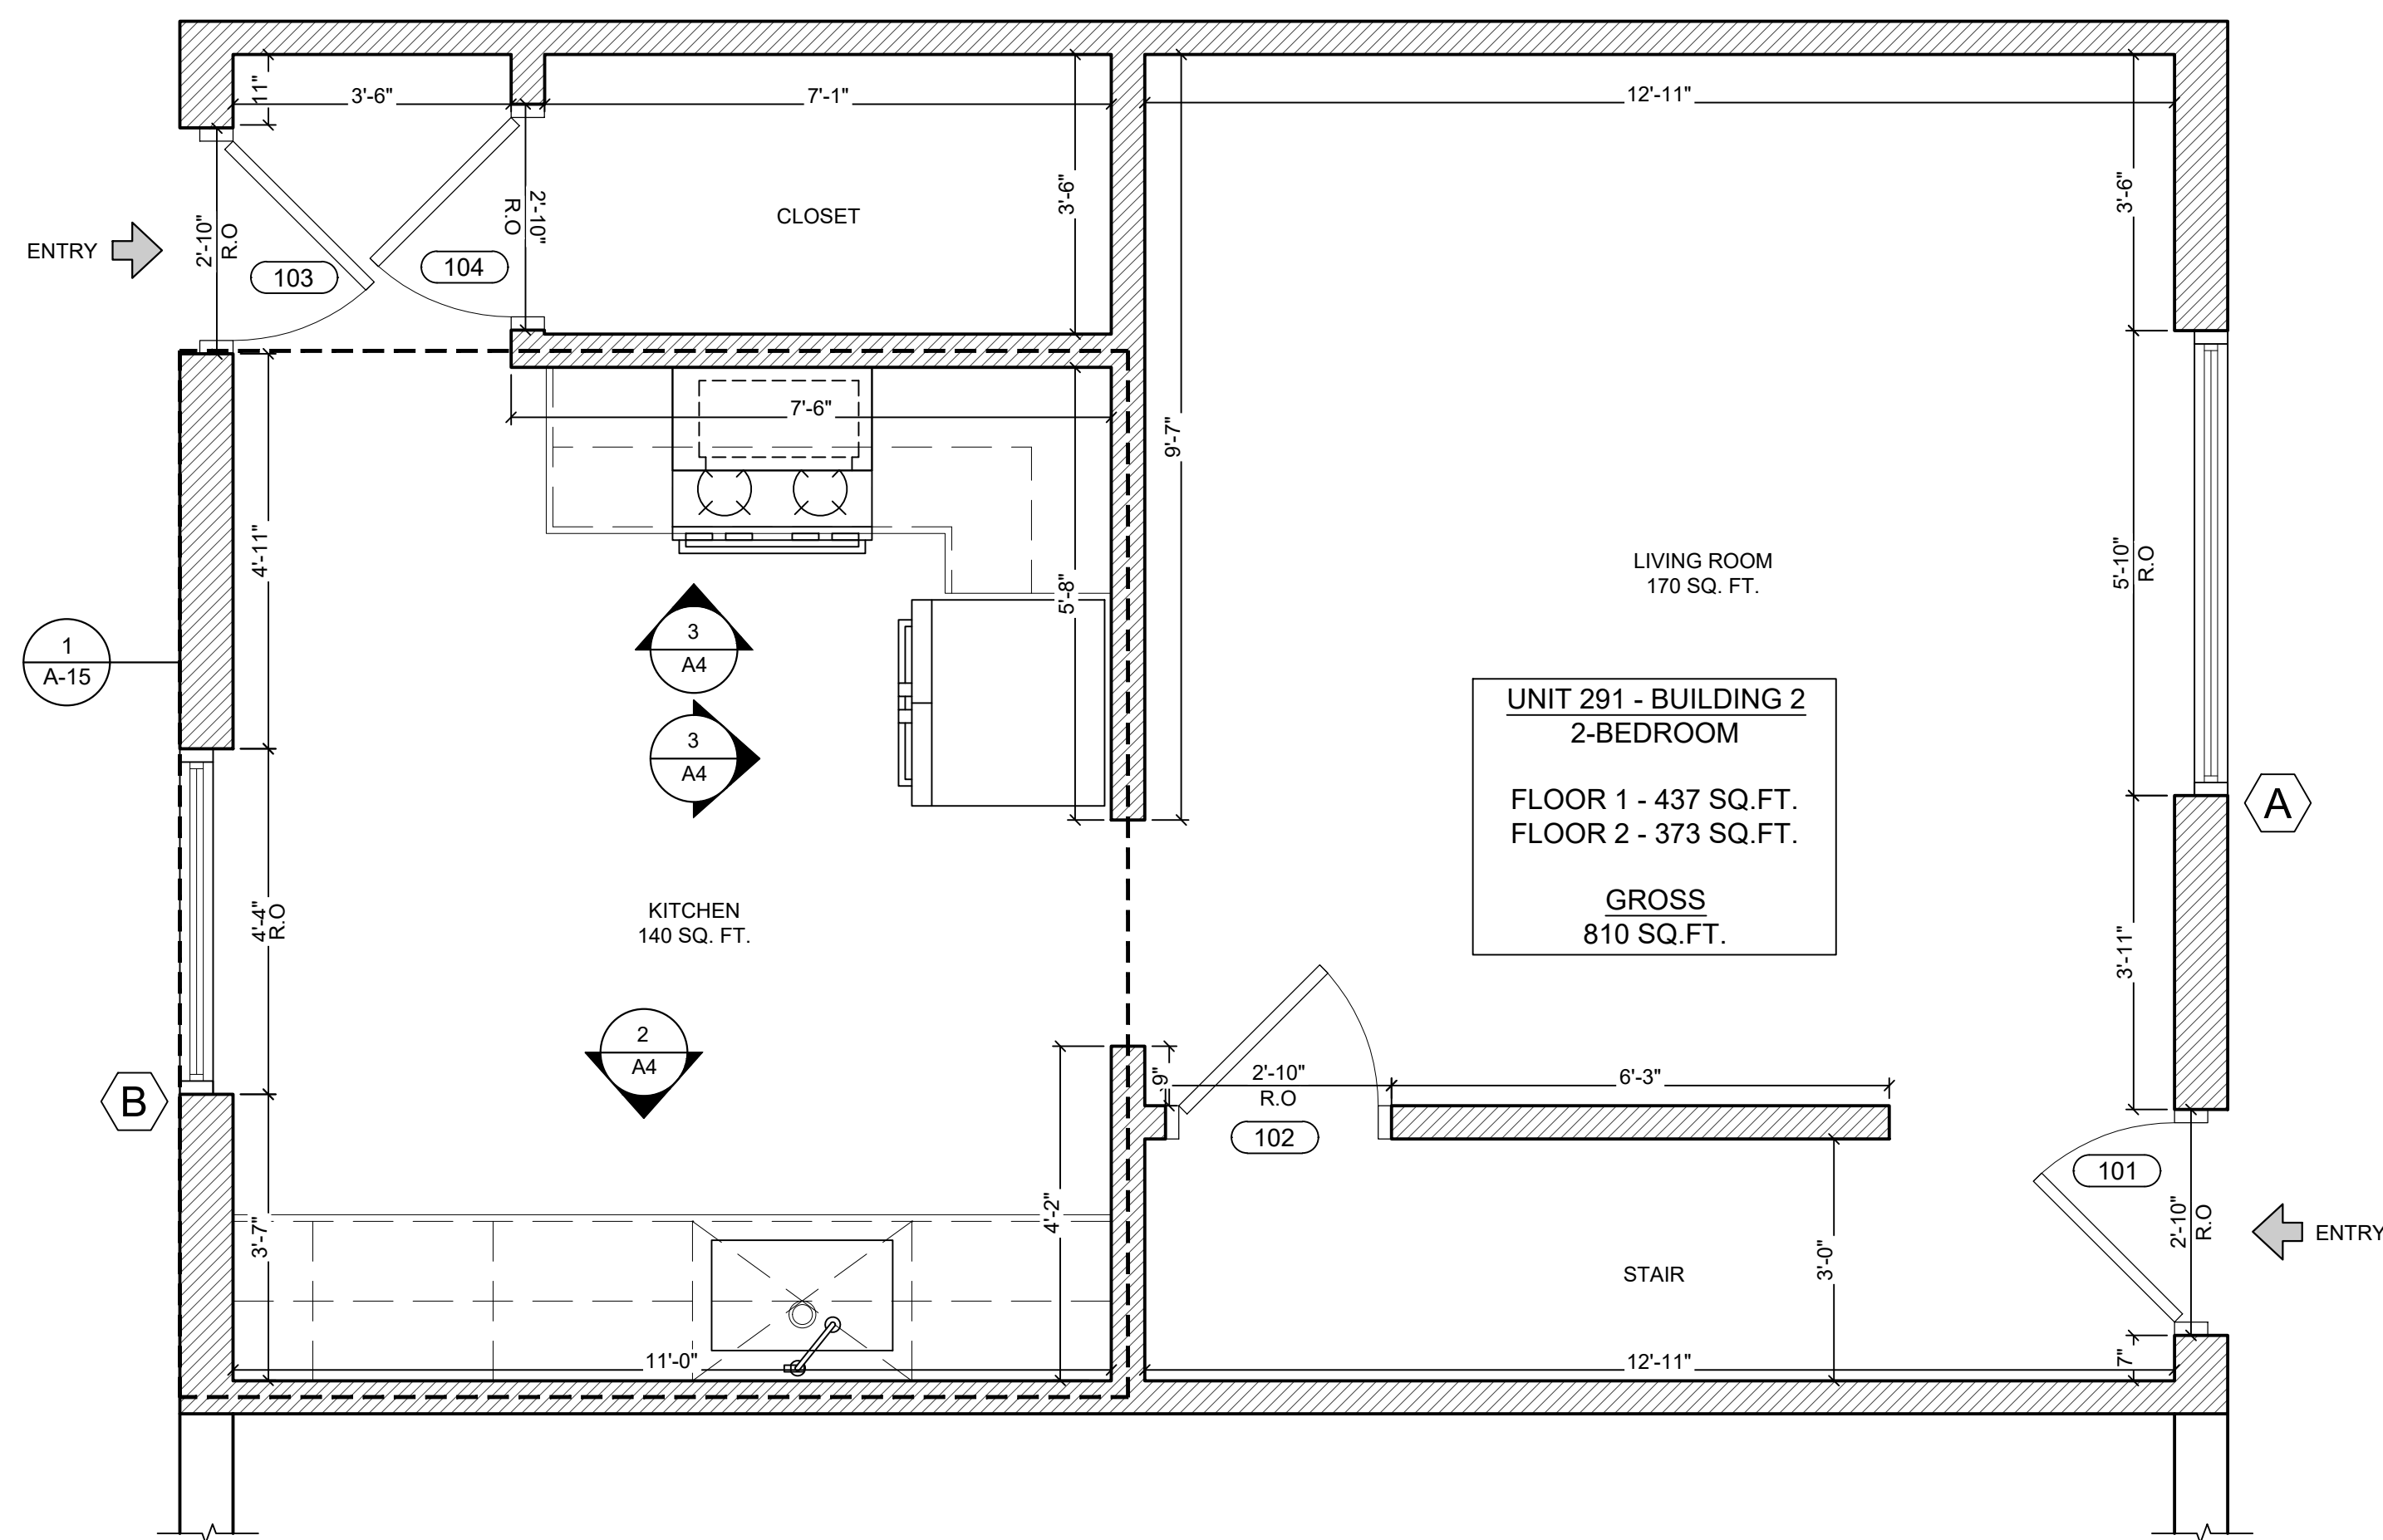 11"
3'-6"
7'-1"
12'-11"
3'-6"
3'-6"
2'-10"
R.O
2'-10"
R.O
CLOSET
ENTRY
103
104
7'-6"
9'-7"
4'-11"
5'-8"
5'-10"
R.O
LIVING ROOM
170 SQ. FT.
1
A-15
3
A4
3
A4
UNIT 291 - BUILDING 2
2-BEDROOM
FLOOR 1 - 437 SQ.FT.
FLOOR 2 - 373 SQ.FT.
GROSS
810 SQ.FT.
A
4'-4"
R.O
KITCHEN
140 SQ. FT.
3'-11"
2
A4
B
9"
2'-10"
R.O
6'-3"
102
101
3'-7"
4'-2"
3'-0"
2'-10"
R.O
ENTRY
STAIR
11'-0"
12'-11"
7"